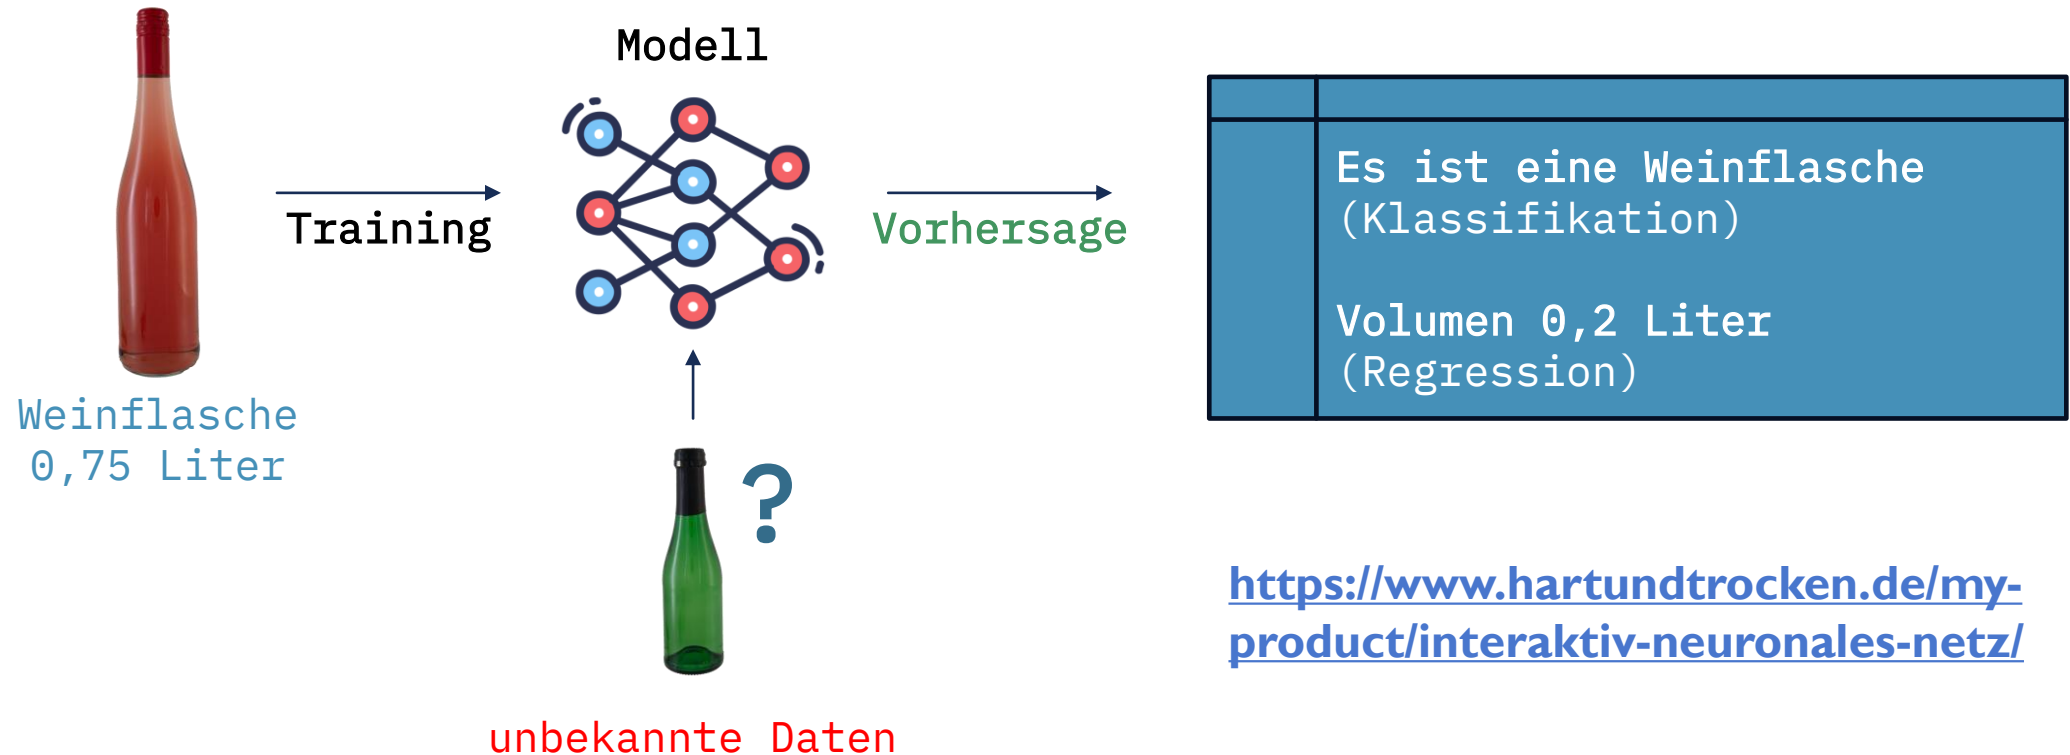 Modell
Training
Vorhersage
Weinflasche
0,75 Liter
?
unbekannte Daten
Es ist eine Weinflasche
(Klassifikation)
Volumen 0,2 Liter
(Regression)
https://www.hartundtrocken.de/my-
product/interaktiv-neuronales-netz/